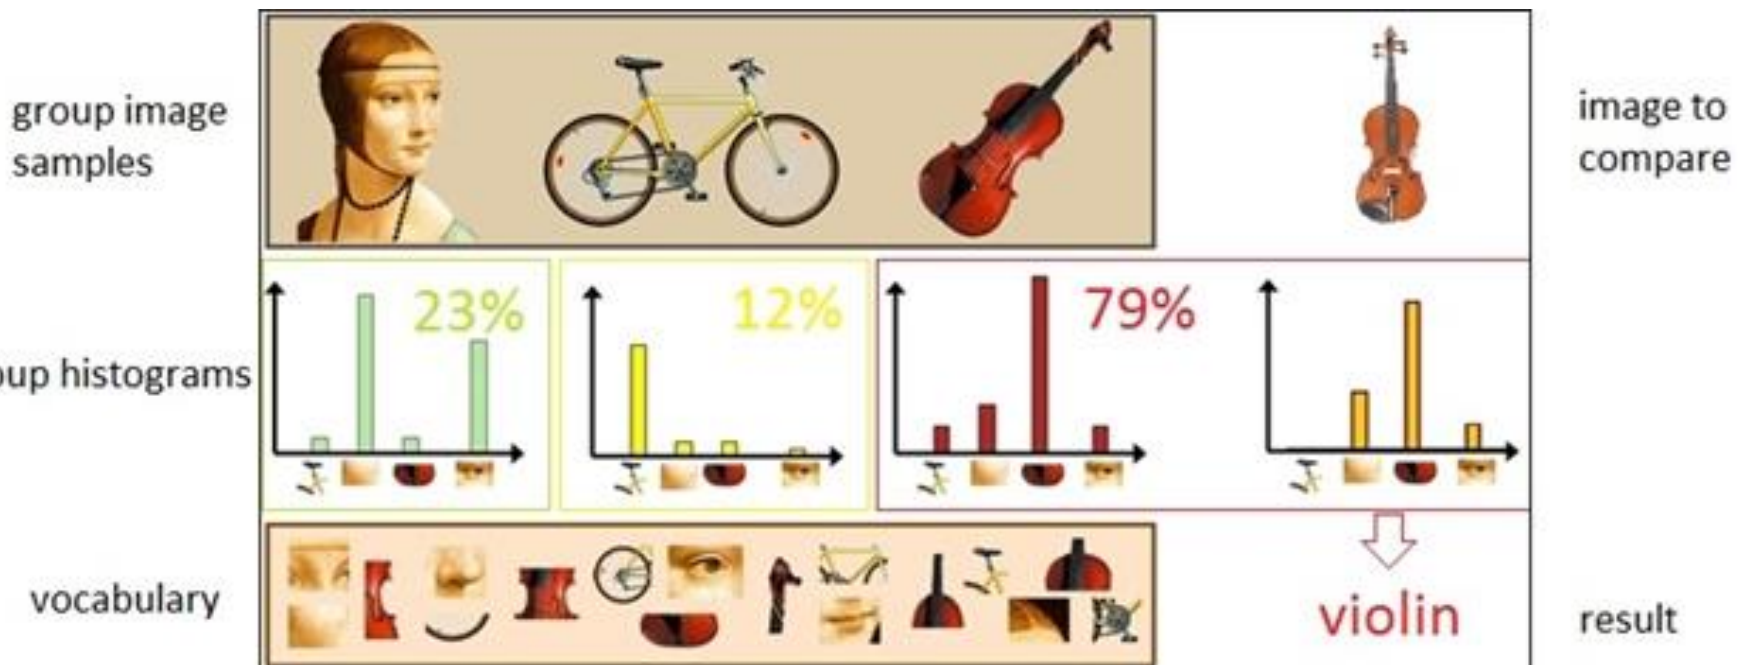 group image
samples
image to
compare
23%
12%
79%
oup histograms
vocabulary
violin
result